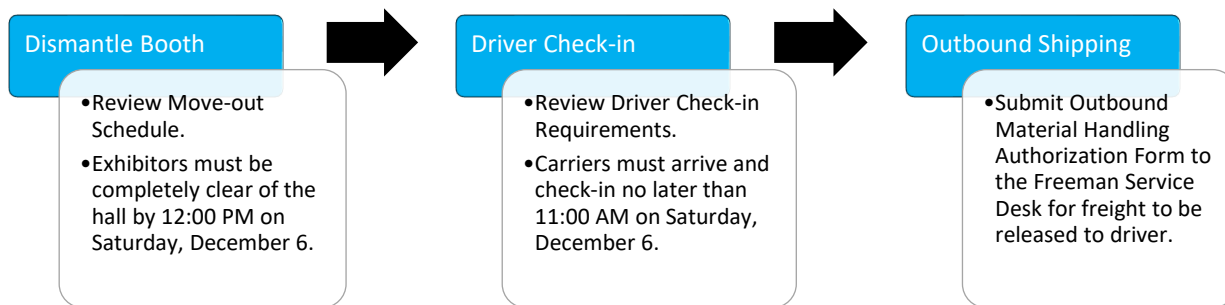 Dismantle Booth
•Review Move-out
Schedule.
•Exhibitors must be
completely clear of the
hall by 12:00 PM on
Saturday, December 6.
Driver Check-in
•Review Driver Check-in
Requirements.
•Carriers must arrive and
check-in no later than
11:00 AM on Saturday,
December 6.
Outbound Shipping
•Submit Outbound
Material Handling
Authorization Form to
the Freeman Service
Desk for freight to be
released to driver.